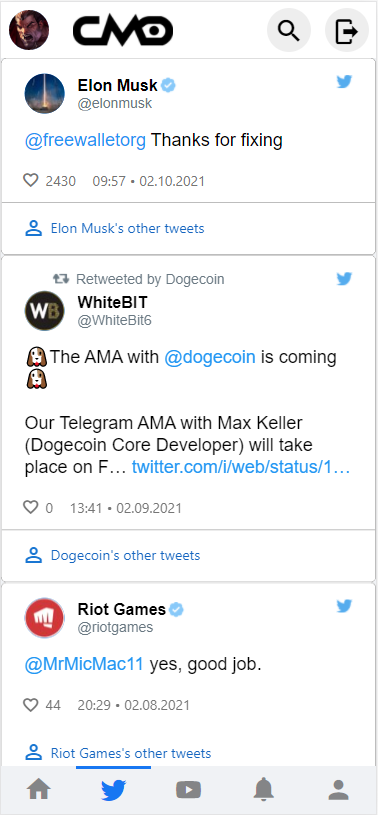 CMO
Elon Musk
@elonmusk
@freewalletorg Thanks for fixing
2430 09:57 • 02.10.2021
Elon Musk's other tweets
Retweeted by Dogecoin
WB
WhiteBIT
@WhiteBit6
The AMA with @dogecoin is coming
Our Telegram AMA with Max Keller
(Dogecoin Core Developer) will take
place on F… twitter.com/i/web/status/1…
0 13:41 • 02.09.2021
Dogecoin's other tweets
Riot Games
@riotgames
@MrMicMac11 yes, good job.
44 20:29 • 02.08.2021
Riot Games's other tweets